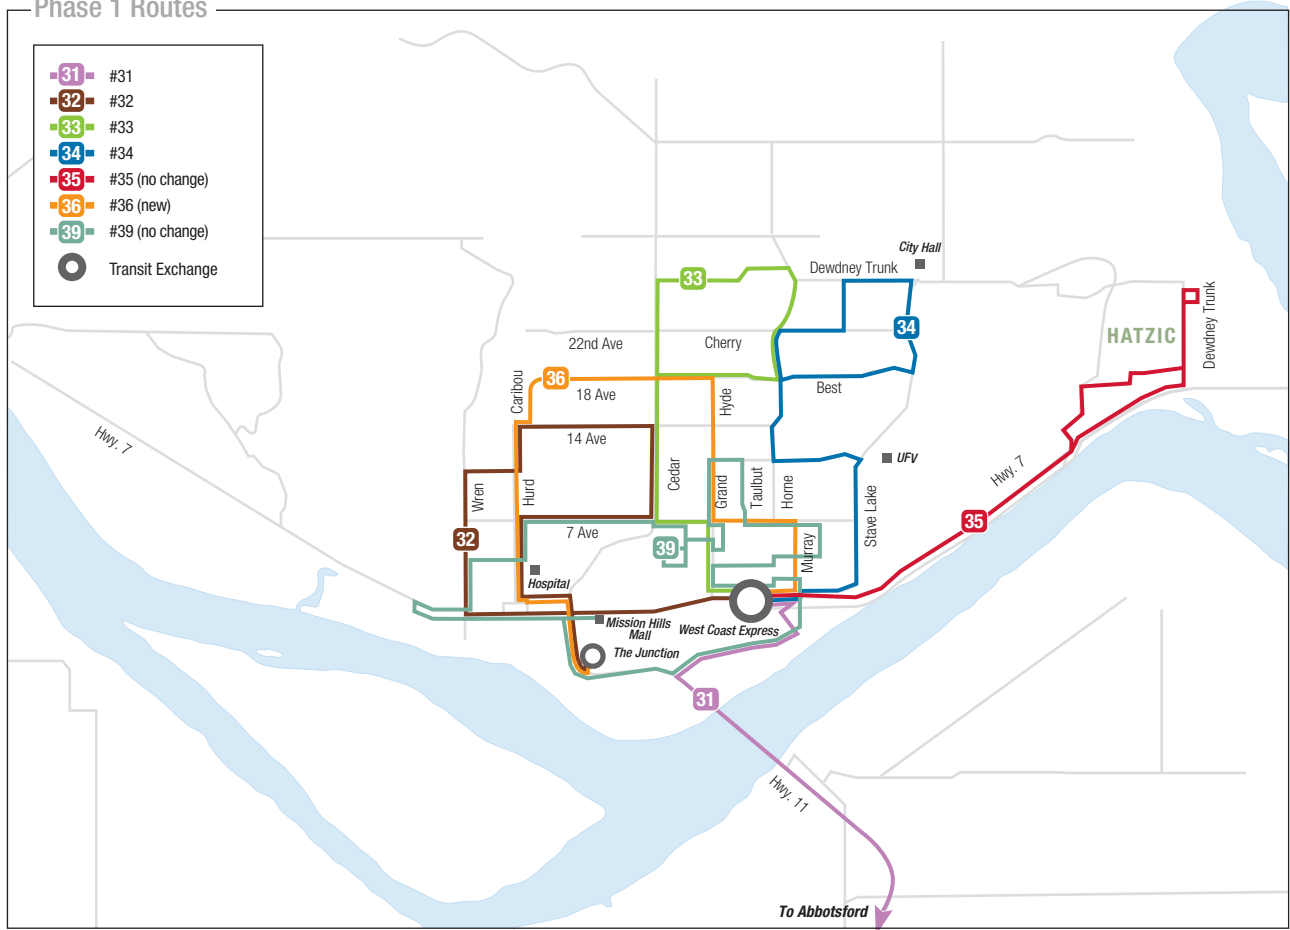 Phase 1 Routes
31 #31
32 #32
33 #33
34 #34
35 #35 (no change)
36 #36 (new)
39 #39 (no change)
Transit Exchange
City Hall
Dewdney Trunk
33
34
Dewdney Trunk
HATZIC
22nd Ave
Cherry
36
Caribou
18 Ave
Hyde
Best
14 Ave
Hwy. 7
UFV
Hwy. 7
Wren
Hurd
Cedar
Grand
Taulbut
Horne
Stave Lake
35
32
7 Ave
39
Murray
Hospital
Mission Hills
Mall
West Coast Express
The Junction
31
Hwy. 11
To Abbotsford